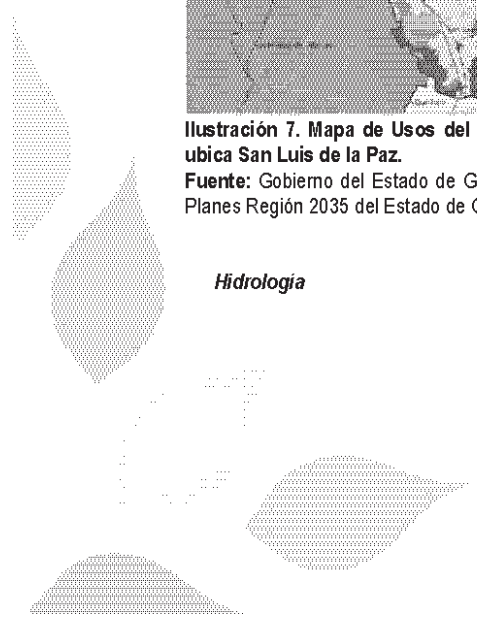 Ilustración 7. Mapa de Usos del
ubica San Luis de la Paz.
Fuente: Gobierno del Estado de G
Planes Región 2035 del Estado de G
Hidrología